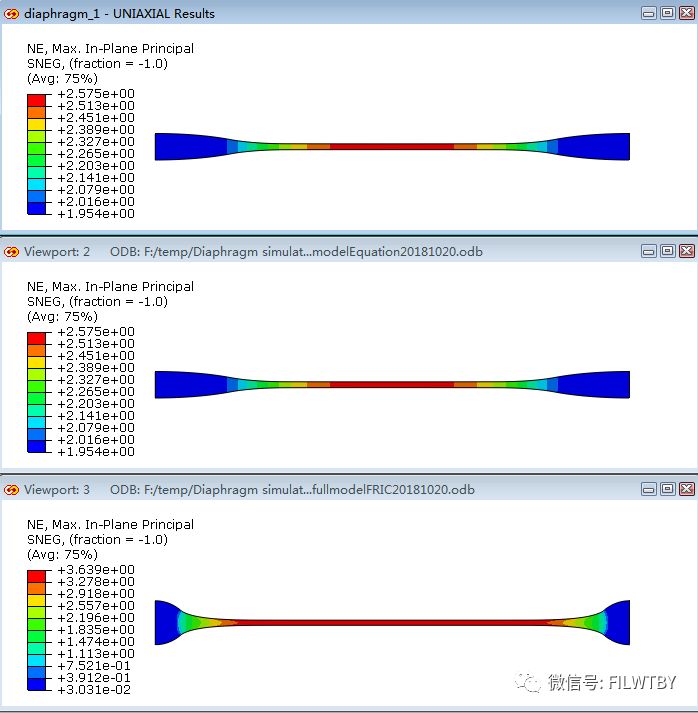 diaphragm_1 - UNIAXIAL Results
NE, Max. In-Plane Principal
SNEG, (fraction = -1.0)
(Avg: 75%)
+2.575e+00
+2.513e+00
+2.451e+00
+2.389e+00
+2.327e+00
+2.265e+00
+2.203e+00
+2.141e+00
+2.079e+00
+2.016e+00
+1.954e+00
Viewport: 2 ODB: F:/temp/Diaphragm simulat...modelEquation20181020.odb
NE, Max. In-Plane Principal
SNEG, (fraction = -1.0)
(Avg: 75%)
+2.575e+00
+2.513e+00
+2.451e+00
+2.389e+00
+2.327e+00
+2.265e+00
+2.203e+00
+2.141e+00
+2.079e+00
+2.016e+00
+1.954e+00
Viewport: 3 ODB: F:/temp/Diaphragm simulat...fullmodelFRIC20181020.odb
NE, Max. In-Plane Principal
SNEG, (fraction = -1.0)
(Avg: 75%)
+3.639e+00
+3.278e+00
+2.918e+00
+2.557e+00
+2.196e+00
+1.835e+00
+1.474e+00
+1.113e+00
+7.521e-01
+3.912e-01
+3.031e-02
微信号: FILWTBY